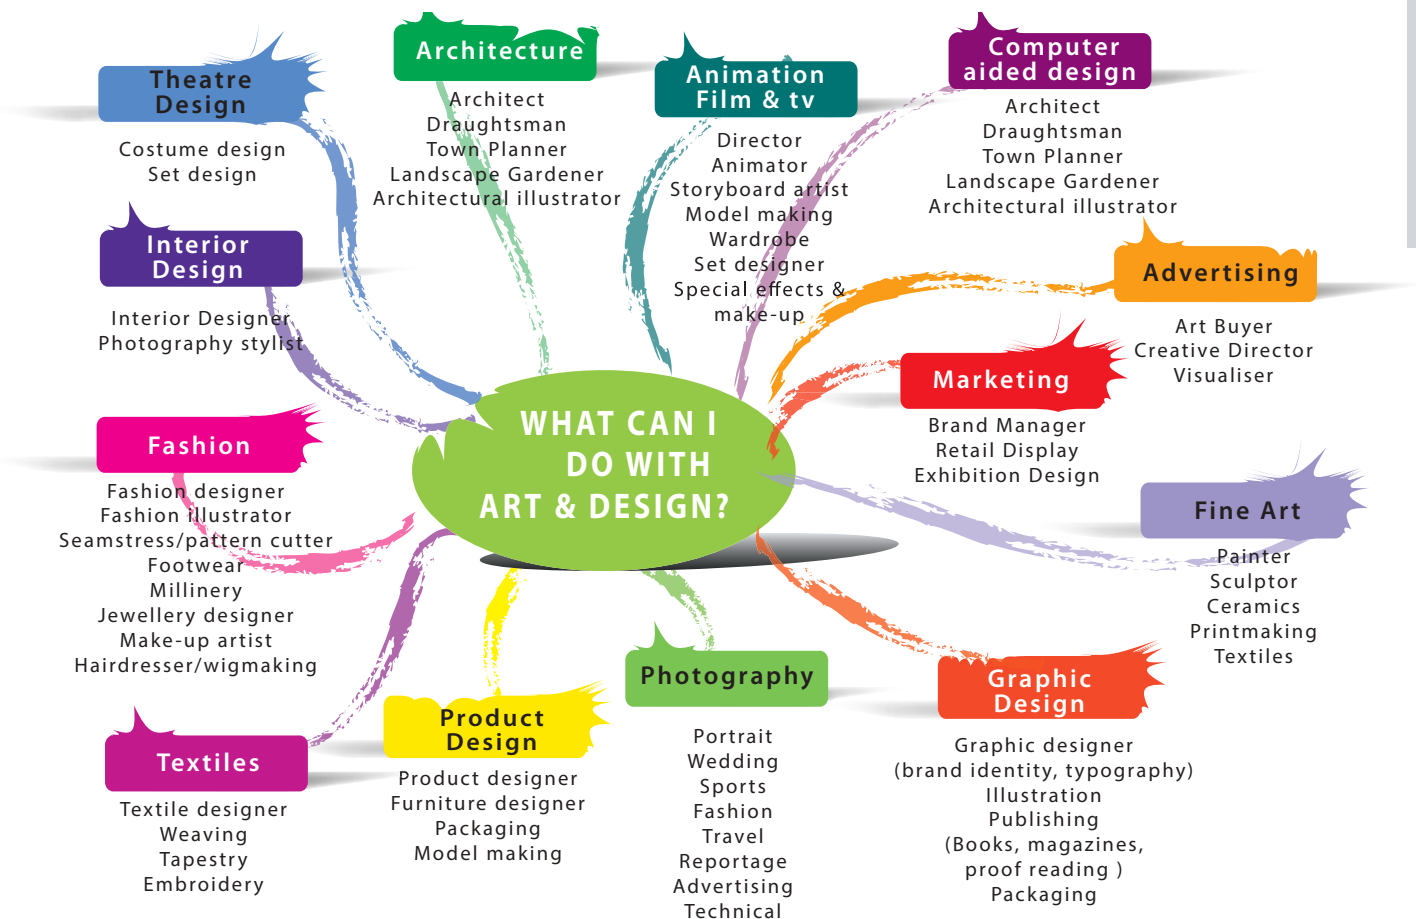 WHAT CAN I
DO WITH
ART & DESIGN?
Theatre
Design
Costume design
Set design
Architecture
Architect
Draughtsman
Town Planner
Landscape Gardener
Architectural illustrator
Animation
Film & tv
Director
Animator
Storyboard artist
Model making
Wardrobe
Set designer
Special effects &
make-up
Computer
aided design
Architect
Draughtsman
Town Planner
Landscape Gardener
Architectural illustrator
Interior
Design
Interior Designer
Photography stylist
Advertising
Art Buyer
Creative Director
Visualiser
Marketing
Brand Manager
Retail Display
Exhibition Design
Fashion
Fashion designer
Fashion illustrator
Seamstress/pattern cutter
Footwear
Millinery
Jewellery designer
Make-up artist
Hairdresser/wigmaking
Fine Art
Painter
Sculptor
Ceramics
Printmaking
Textiles
Textiles
Textile designer
Weaving
Tapestry
Embroidery
Product
Design
Product designer
Furniture designer
Packaging
Model making
Photography
Portrait
Wedding
Sports
Fashion
Travel
Reportage
Advertising
Technical
Graphic
Design
Graphic designer
(brand identity, typography)
Illustration
Publishing
(Books, magazines,
proof reading )
Packaging